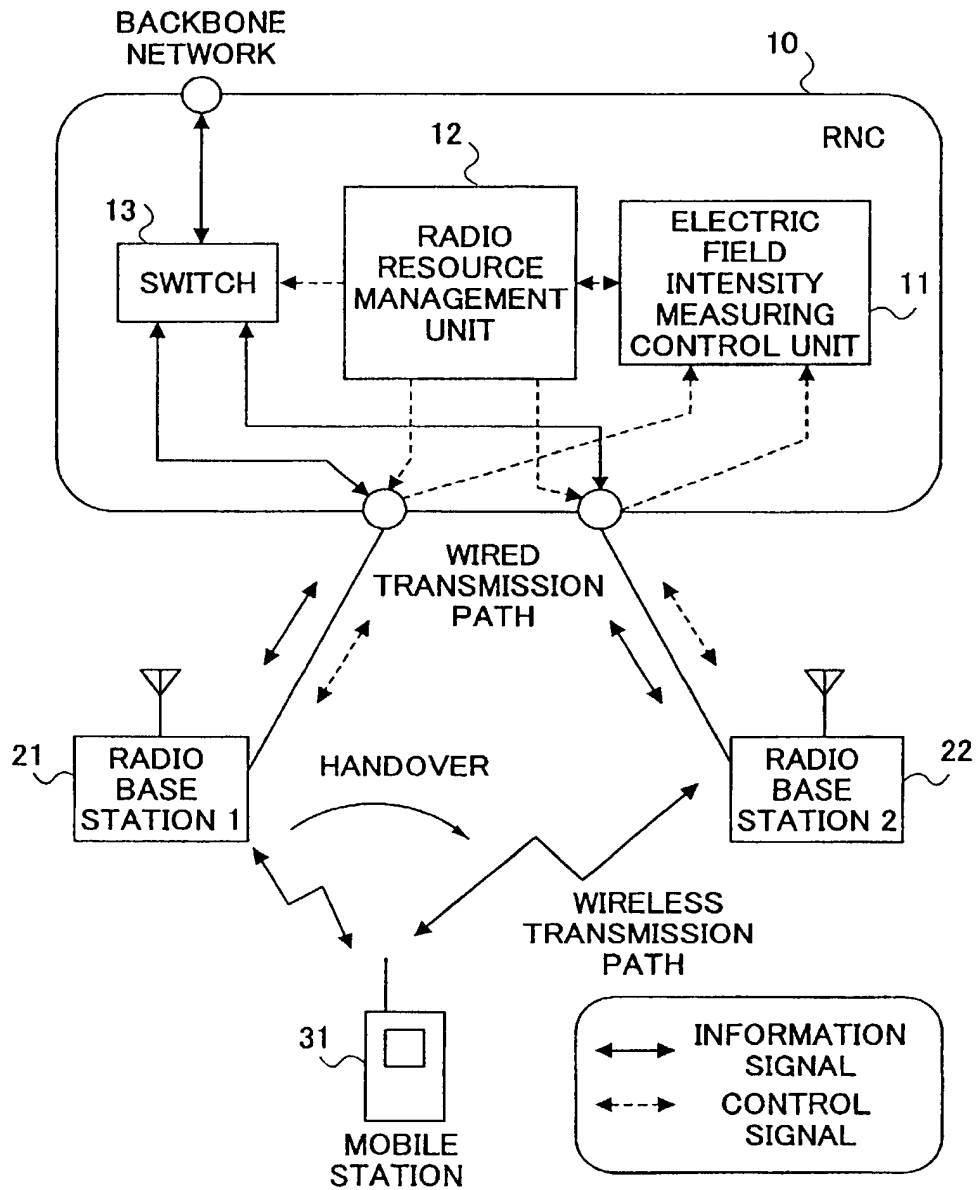 BACKBONE
NETWORK
10
RNC
12
13
SWITCH
RADIO
RESOURCE
MANAGEMENT
UNIT
ELECTRIC
FIELD
INTENSITY
MEASURING
CONTROL UNIT
11
WIRED
TRANSMISSION
PATH
21
RADIO
BASE
STATION 1
HANDOVER
RADIO
BASE
STATION 2
22
WIRELESS
TRANSMISSION
PATH
31
MOBILE
STATION
INFORMATION
SIGNAL
CONTROL
SIGNAL